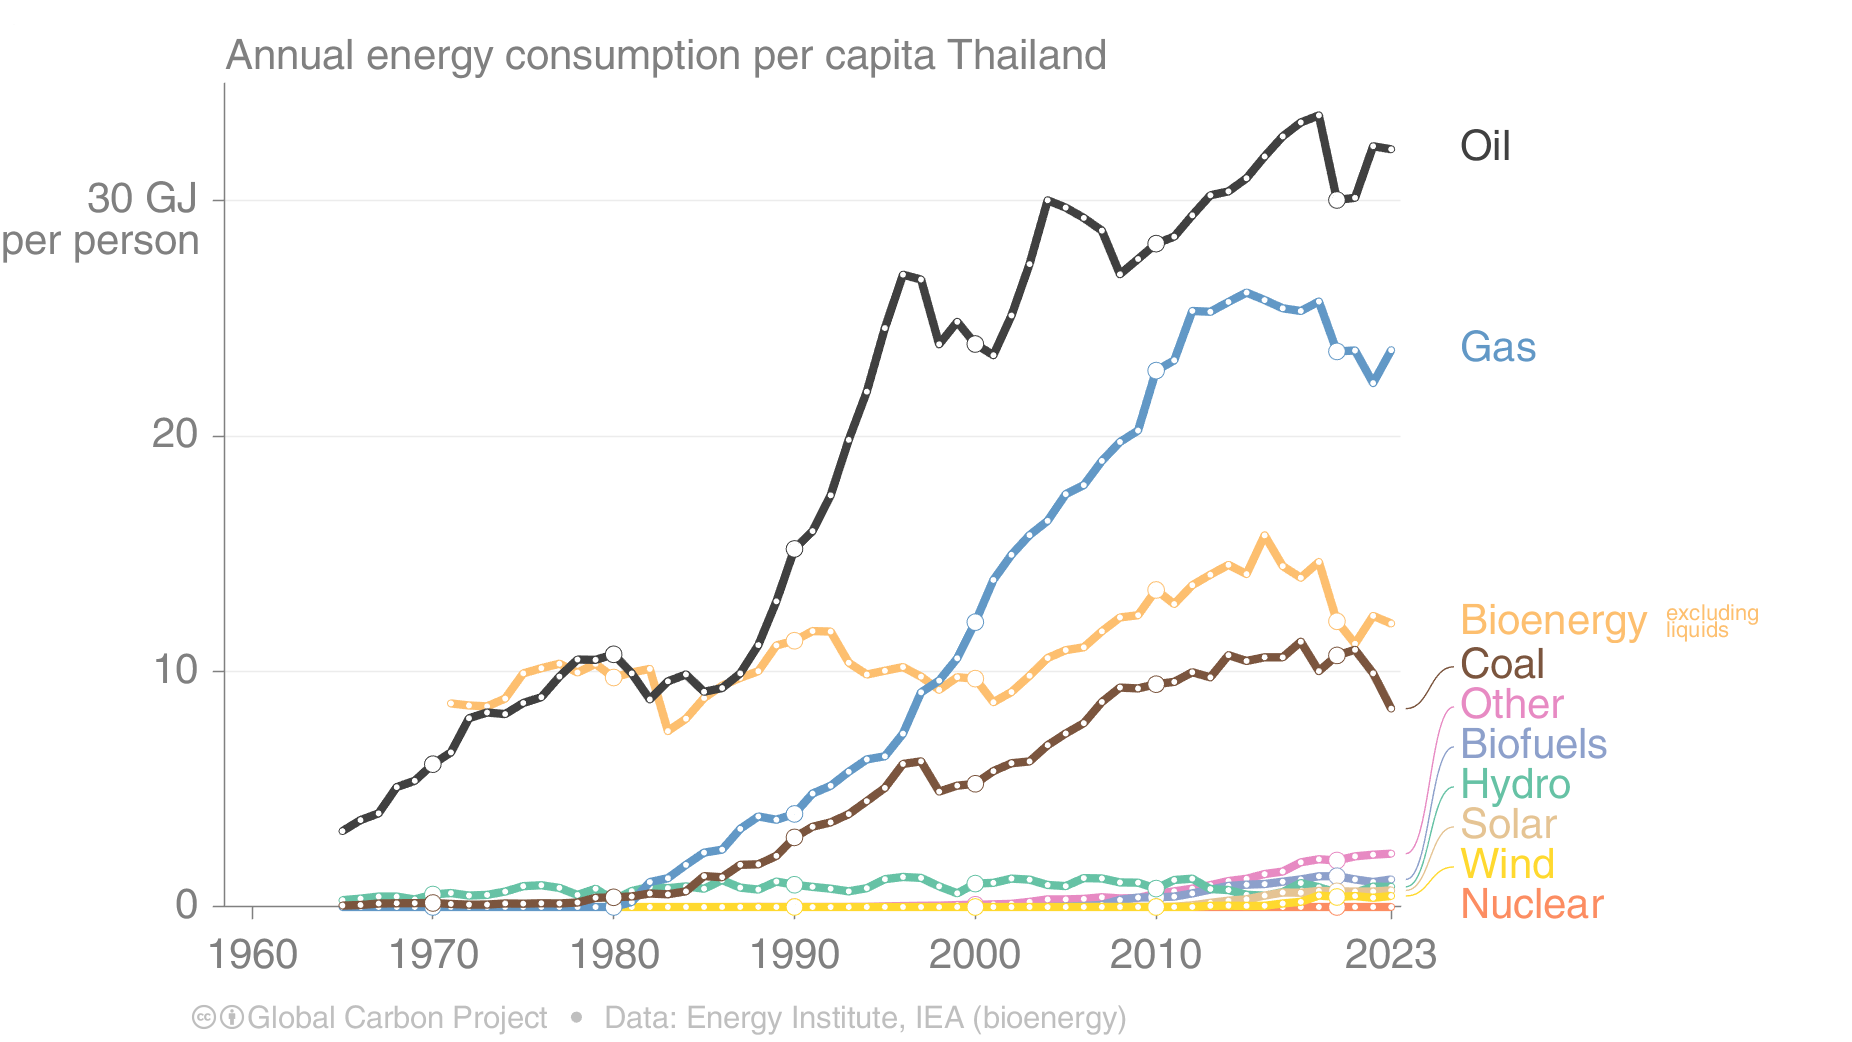 Annual energy consumption per capita Thailand
30 GJ
per person
20
10
0
1960 1970 1980 1990 2000 2010 2023
Oil
Gas
Bioenergy excluding liquids
Coal
Other
Biofuels
Hydro
Solar
Wind
Nuclear
cc Global Carbon Project • Data: Energy Institute, IEA (bioenergy)